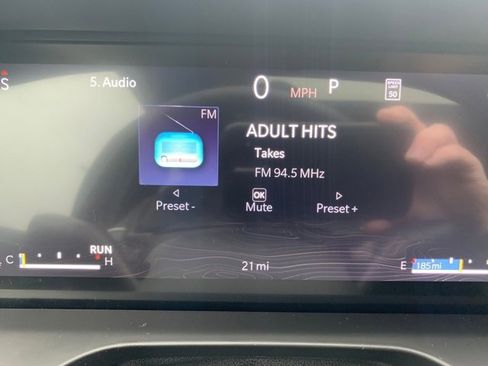 S
5. Audio
0 MPH
P
SPEED LIMIT 50
FM
ADULT HITS
Takes
FM 94.5 MHz
Preset -
OK
Mute
Preset +
RUN
C H
21 mi
E 185 mi